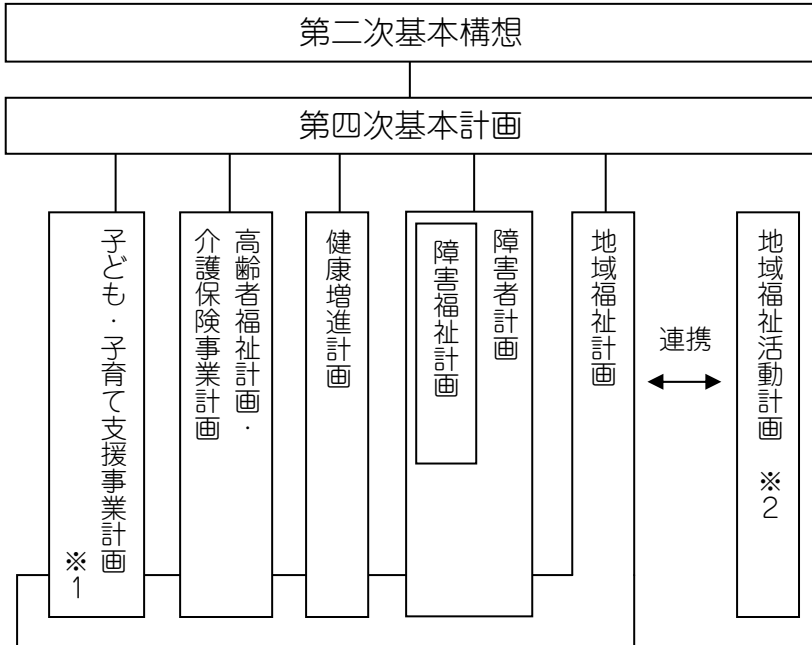 第二次基本構想
第四次基本計画
子ども・子育て支援事業計画
※1
高齢者福祉計画・
介護保険事業計画
健康増進計画
障害者計画
障害福祉計画
地域福祉計画
連携
地域福祉活動計画 ※2